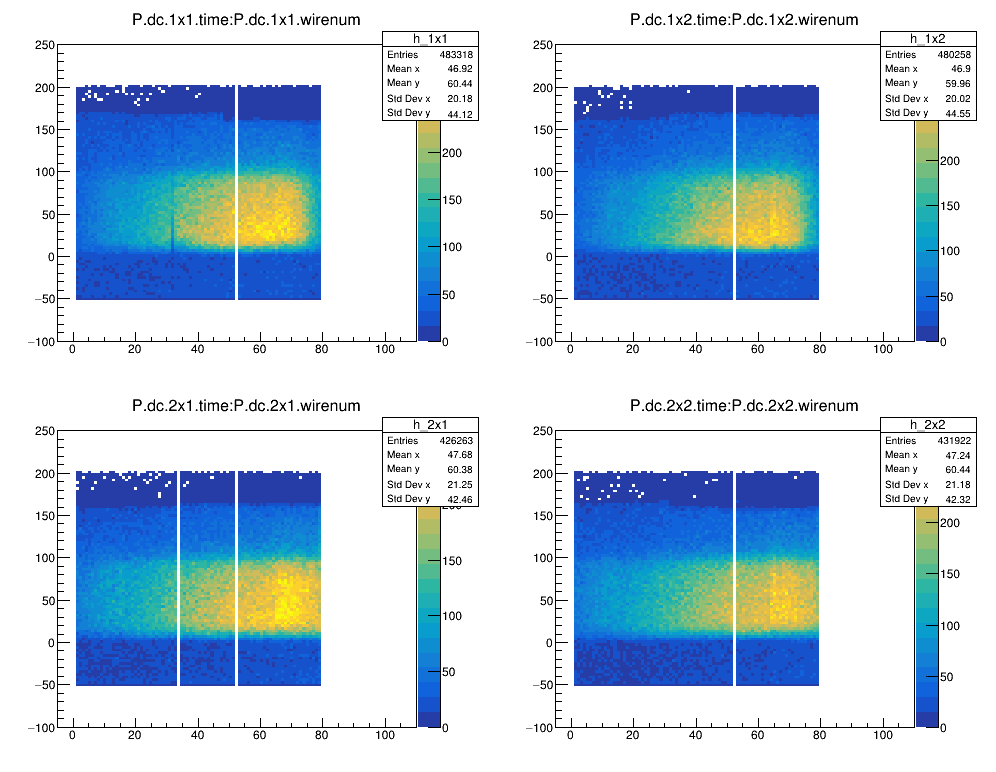 P.dc.1x1.time:P.dc.1x1.wirenum
h_1x1
Entries 483318
Mean x 46.92
Mean y 60.44
Std Dev x 20.18
Std Dev y 44.12
250
200
150
100
50
0
−50
−100
0 20 40 60 80 100
200
150
100
50
0
P.dc.1x2.time:P.dc.1x2.wirenum
h_1x2
Entries 480258
Mean x 46.9
Mean y 59.96
Std Dev x 20.02
Std Dev y 44.55
250
200
150
100
50
0
−50
−100
0 20 40 60 80 100
200
150
100
50
0
P.dc.2x1.time:P.dc.2x1.wirenum
h_2x1
Entries 426263
Mean x 47.68
Mean y 60.38
Std Dev x 21.25
Std Dev y 42.46
250
200
150
100
50
0
−50
−100
0 20 40 60 80 100
200
150
100
50
0
P.dc.2x2.time:P.dc.2x2.wirenum
h_2x2
Entries 431922
Mean x 47.24
Mean y 60.44
Std Dev x 21.18
Std Dev y 42.32
250
200
150
100
50
0
−50
−100
0 20 40 60 80 100
200
150
100
50
0